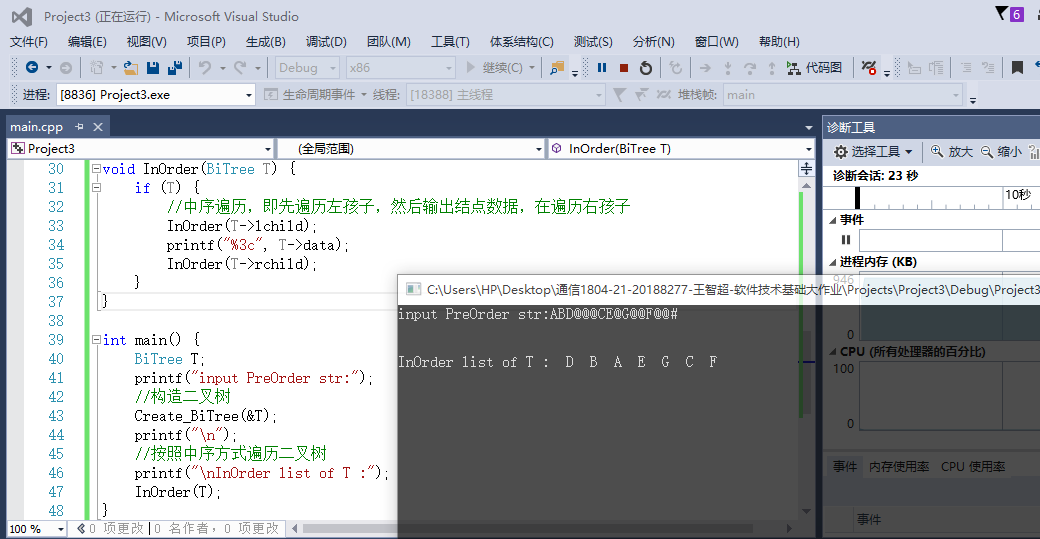 Project3 (正在运行) - Microsoft Visual Studio
6
文件(F) 编辑(E) 视图(V) 项目(P) 生成(B) 调试(D) 团队(M) 工具(T) 体系结构(C) 测试(S) 分析(N) 窗口(W) 帮助(H)
Debug x86 继续(C) 代码图
进程: [8836] Project3.exe 生命周期事件 线程: [18388] 主线程 堆栈帧: main
main.cpp
Project3 (全局范围) InOrder(BiTree T)
30 void InOrder(BiTree T) {
31 if (T) {
32 //中序遍历，即先遍历左孩子，然后输出结点数据，在遍历右孩子
33 InOrder(T->lchild);
34 printf("%3c", T->data);
35 InOrder(T->rchild);
36 }
37 }
38
39 int main() {
40 BiTree T;
41 printf("input PreOrder str:");
42 //构造二叉树
43 Create_BiTree(&T);
44 printf("\n");
45 //按照中序方式遍历二叉树
46 printf("\nInOrder list of T :");
47 InOrder(T);
48 }
100 % 0 项更改 | 0 名作者，0 项更改
C:\Users\HP\Desktop\通信1804-21-20188277-王智超-软件技术基础大作业\Projects\Project3\Debug\Project3
input PreOrder str:ABD@@@CE@G@@F@@#
InOrder list of T : D B A E G C F
诊断工具
选择工具 放大 缩小
诊断会话: 23 秒
10秒
事件
进程内存 (KB)
946
0
CPU (所有处理器的百分比)
100
0
事件 内存使用率 CPU 使用率
事件